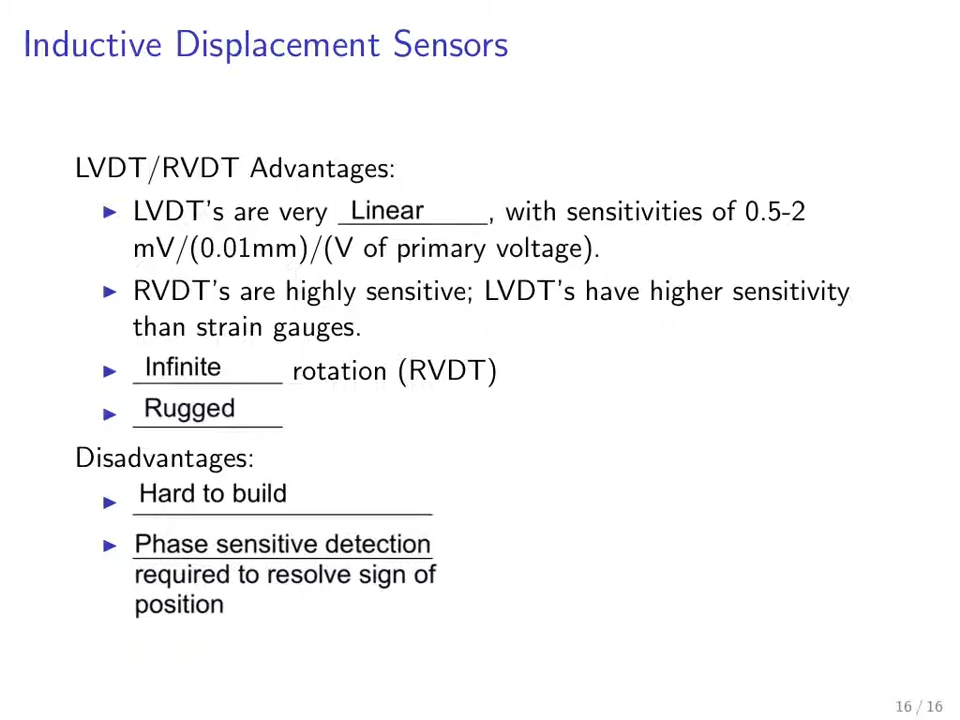 Inductive Displacement Sensors
LVDT/RVDT Advantages:
LVDT's are very Linear, with sensitivities of 0.5-2
mV/(0.01mm)/(V of primary voltage).
RVDT's are highly sensitive; LVDT's have higher sensitivity
than strain gauges.
Infinite rotation (RVDT)
Rugged
Disadvantages:
Hard to build
Phase sensitive detection
required to resolve sign of
position
16 / 16